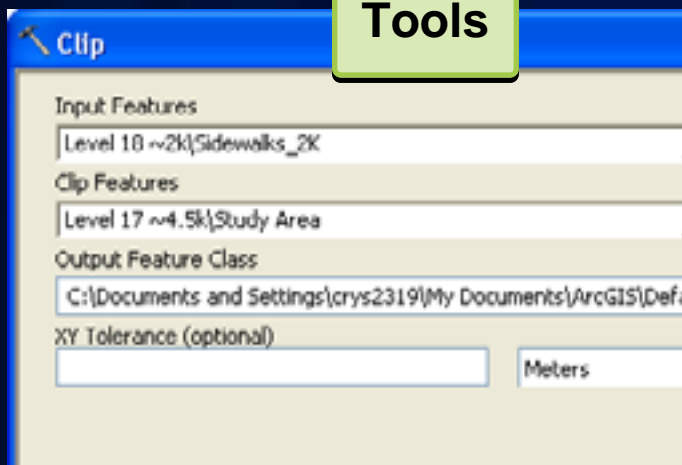 Tools
Clip
Input Features
Level 18 ~2k\Sidewalks_2K
Clip Features
Level 17 ~4.5k\Study Area
Output Feature Class
C:\Documents and Settings\crys2319\My Documents\ArcGIS\Defa
XY Tolerance (optional)
Meters